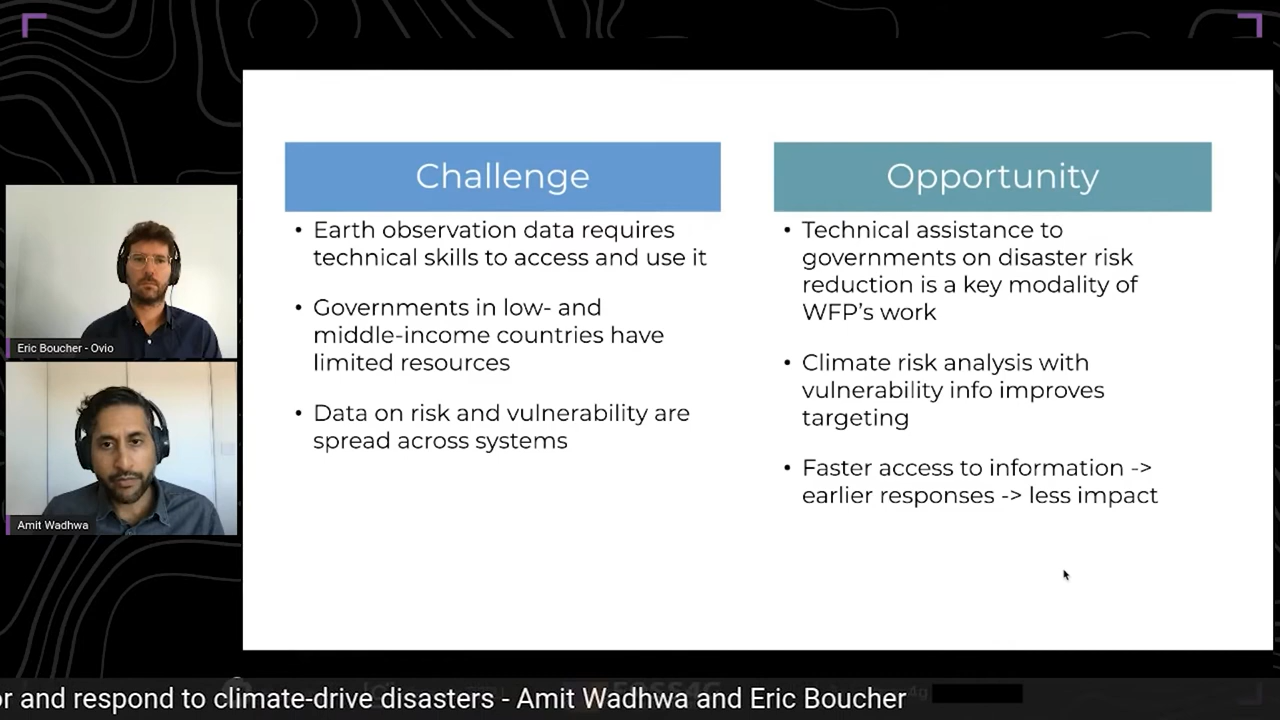 Challenge
• Earth observation data requires
technical skills to access and use it
• Governments in low- and
middle-income countries have
limited resources
• Data on risk and vulnerability are
spread across systems
Opportunity
• Technical assistance to
governments on disaster risk
reduction is a key modality of
WFP's work
• Climate risk analysis with
vulnerability info improves
targeting
• Faster access to information ->
earlier responses -> less impact
Eric Boucher - Ovio
Amit Wadhwa
or and respond to climate-drive disasters - Amit Wadhwa and Eric Boucher